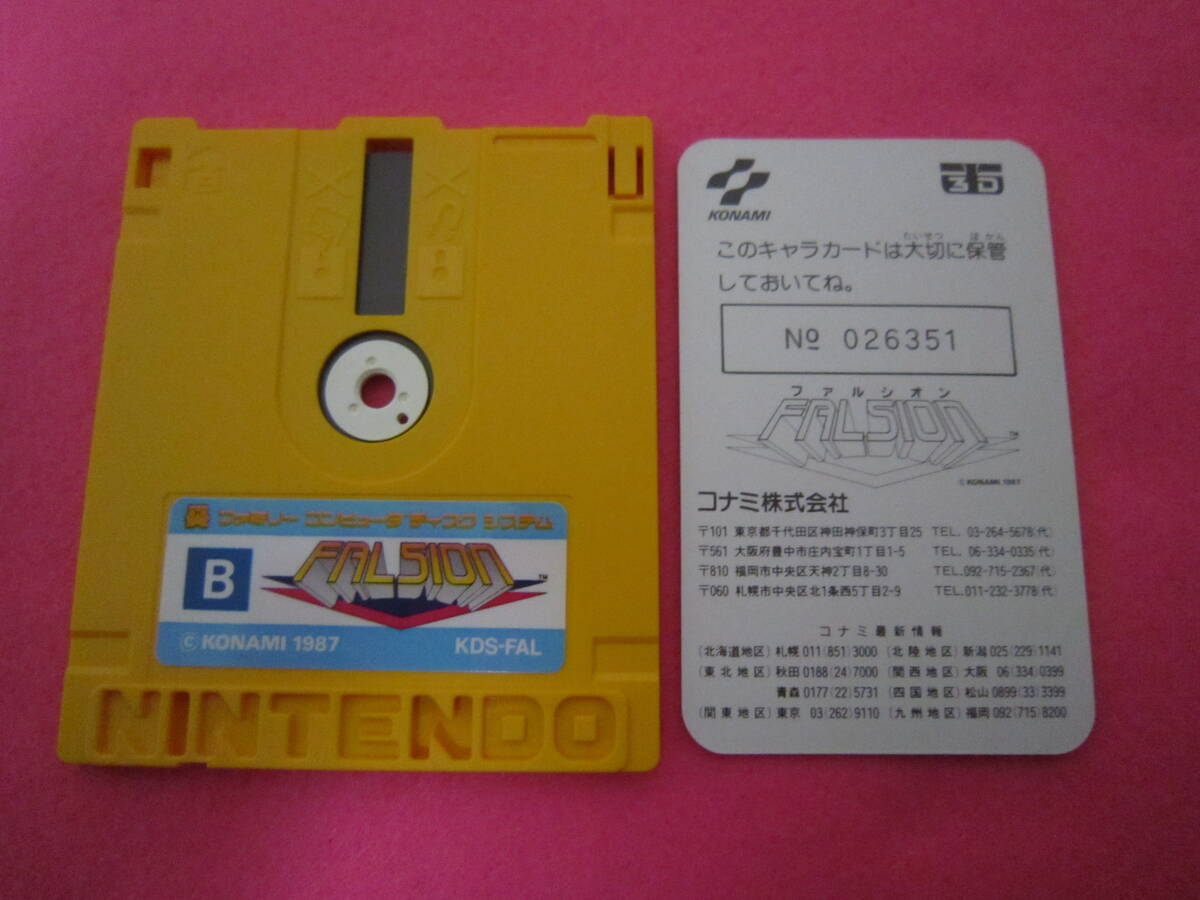 ファミリー コンピュータ ディスク システム
B
FALSION
TM
© KONAMI 1987
KDS-FAL
NINTENDO
KONAMI
3D
たいせつ ほかん
このキャラカードは大切に保管
しておいてね。
Nº 026351
ファルシオン
FALSION
TM
© KONAMI 1987
コナミ株式会社
〒101 東京都千代田区神田神保町3丁目25 TEL. 03-264-5678(代)
〒561 大阪府豊中市庄内宝町1丁目1-5 TEL. 06-334-0335(代)
〒810 福岡市中央区天神2丁目8-30 TEL.092-715-2367(代)
〒060 札幌市中央区北1条西5丁目2-9 TEL.011-232-3778(代)
コナミ最新情報
(北海道地区) 札幌 011(851)3000 (北陸地区) 新潟 025(229)1141
(東北地区) 秋田 0188(24)7000 (関西地区) 大阪 06(334)0399
青森 0177(22)5731 (四国地区) 松山 0899(33)3399
(関東地区) 東京 03(262)9110 (九州地区) 福岡 092(715)8200